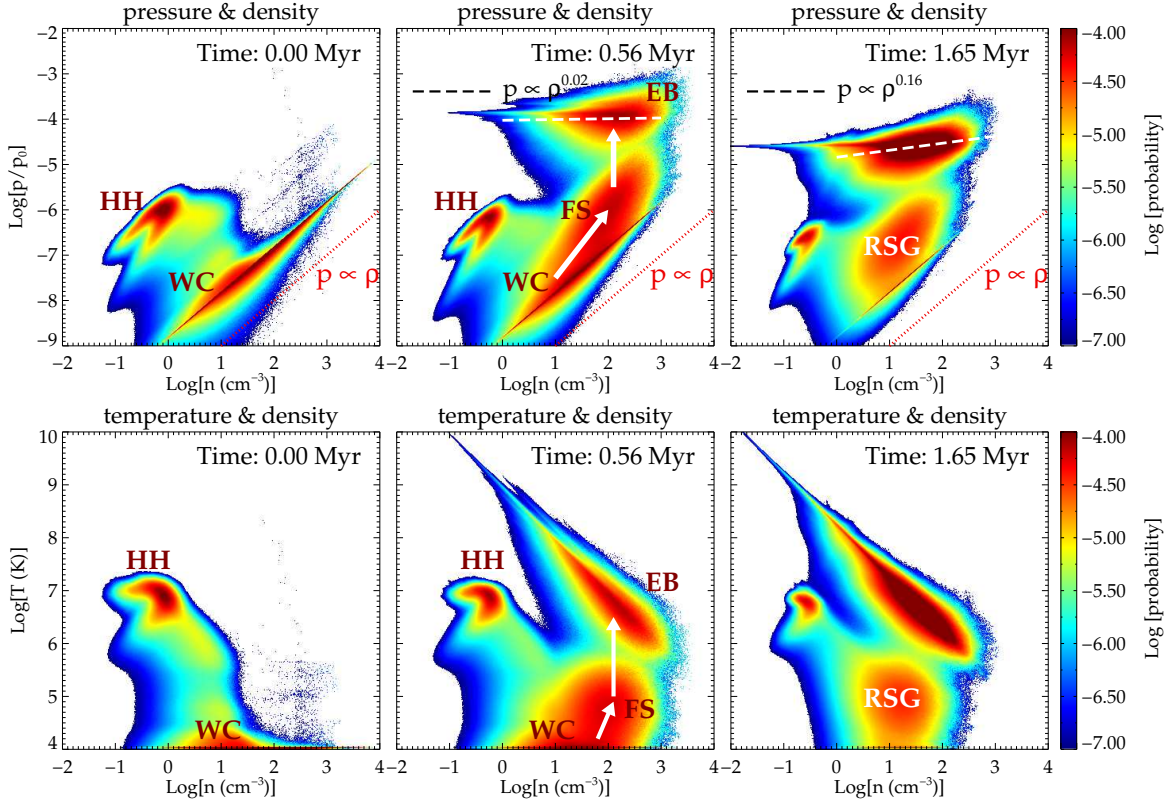 pressure & density pressure & density pressure & density
Time: 0.00 Myr Time: 0.56 Myr Time: 1.65 Myr
−2 −3 −4 −5 −6 −7 −8 −9
Log[p/p₀]
HH
WC
p ∝ ρ
−2 −1 0 1 2 3 4
Log[n (cm⁻³)]
p ∝ ρ^0.02
EB
HH
FS
WC
p ∝ ρ
−2 −1 0 1 2 3 4
Log[n (cm⁻³)]
p ∝ ρ^0.16
RSG
p ∝ ρ
−2 −1 0 1 2 3 4
Log[n (cm⁻³)]
−4.00
−4.50
−5.00
−5.50
−6.00
−6.50
−7.00
Log [probability]
temperature & density temperature & density temperature & density
Time: 0.00 Myr Time: 0.56 Myr Time: 1.65 Myr
10 9 8 7 6 5 4
Log[T (K)]
HH
WC
−2 −1 0 1 2 3 4
Log[n (cm⁻³)]
HH
EB
FS
WC
−2 −1 0 1 2 3 4
Log[n (cm⁻³)]
RSG
−2 −1 0 1 2 3 4
Log[n (cm⁻³)]
−4.00
−4.50
−5.00
−5.50
−6.00
−6.50
−7.00
Log [probability]